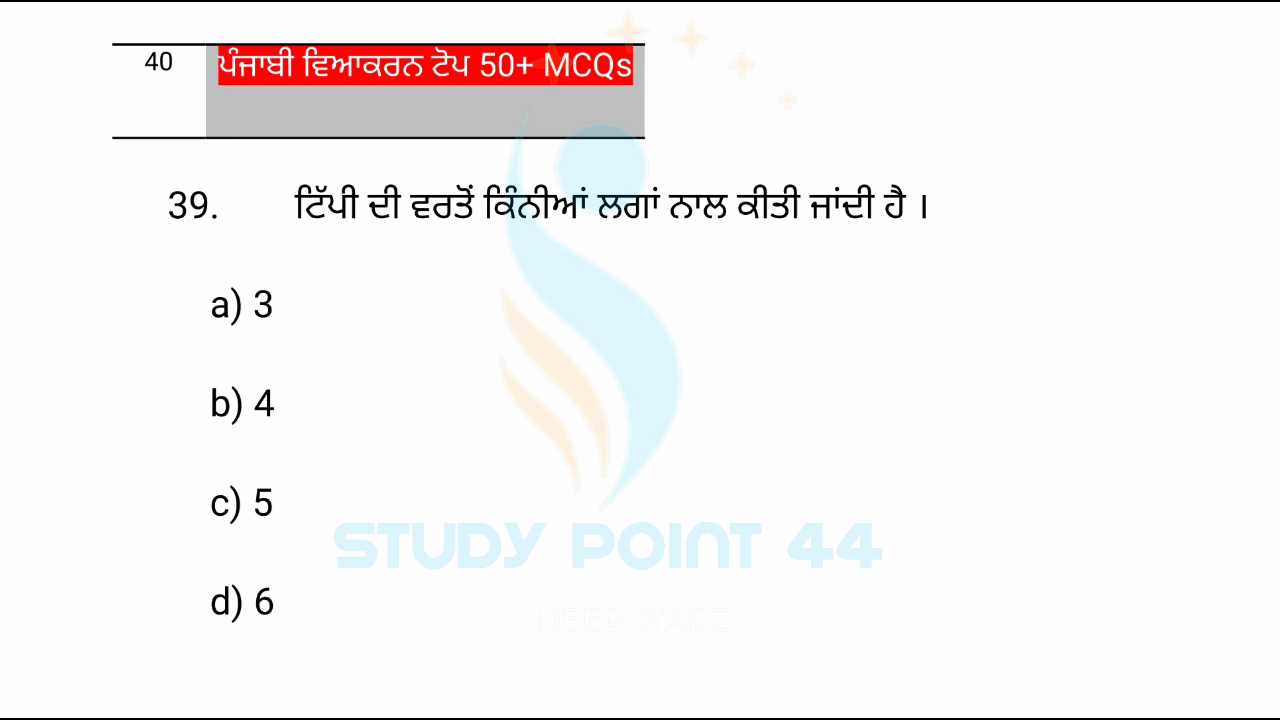 40
ਪੰਜਾਬੀ ਵਿਆਕਰਨ ਟੋਪ 50+ MCQs
39. ਟਿੱਪੀ ਦੀ ਵਰਤੋਂ ਕਿੰਨੀਆਂ ਲਗਾਂ ਨਾਲ ਕੀਤੀ ਜਾਂਦੀ ਹੈ ।
a) 3
b) 4
c) 5
d) 6
STUDY POINT 44
DEEP WARZ